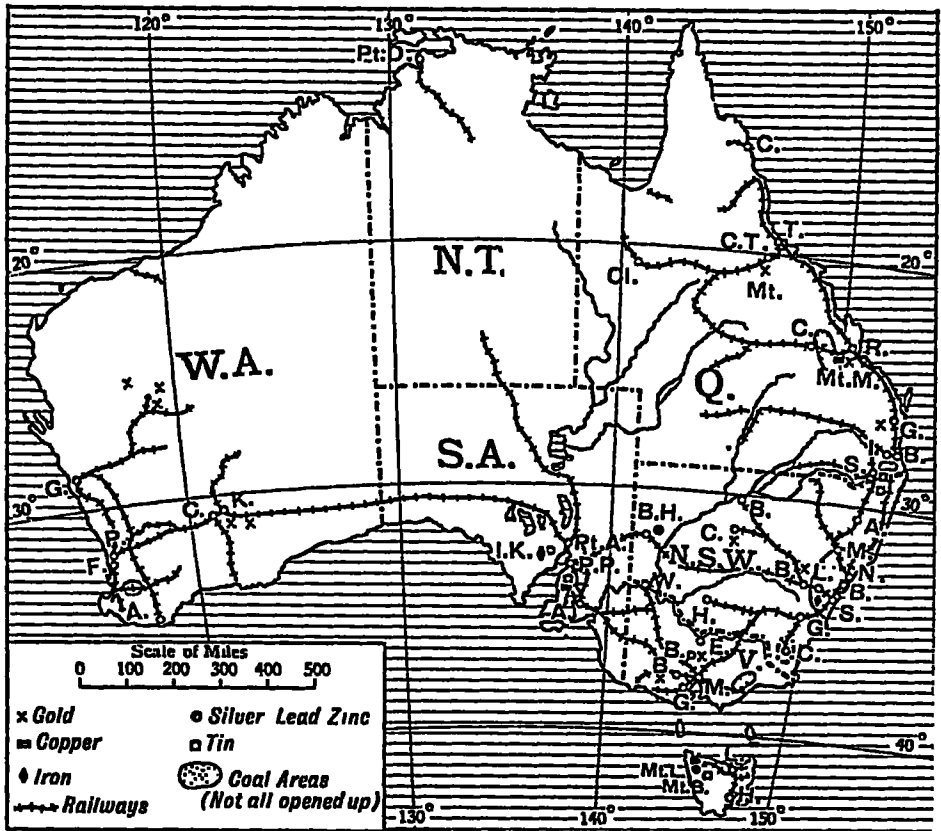 120°
130°
140°
150°
Pt.D.
C.
T.
C.T.
20°
N.T.
20°
Cl.
Mt.
W.A.
C.
R.
Mt.M.
Q.
G.
B.
S.A.
S.
G.
30°
C.
K.
B.
30°
B.H.
C.
A.
P.
I.K.
Pt.A.
N.S.W.
M.
F.
P.P.
B.
L.
N.
W.
B.
A.
A.
H.
G.
S.
B.
E.
V.
C.
B.
M.
G.
Scale of Miles
0 100 200 300 400 500
× Gold
Silver Lead Zinc
Copper
Tin
Iron
Coal Areas
(Not all opened up)
Railways
40°
Mt.L.
Mt.B.
130°
140°
150°